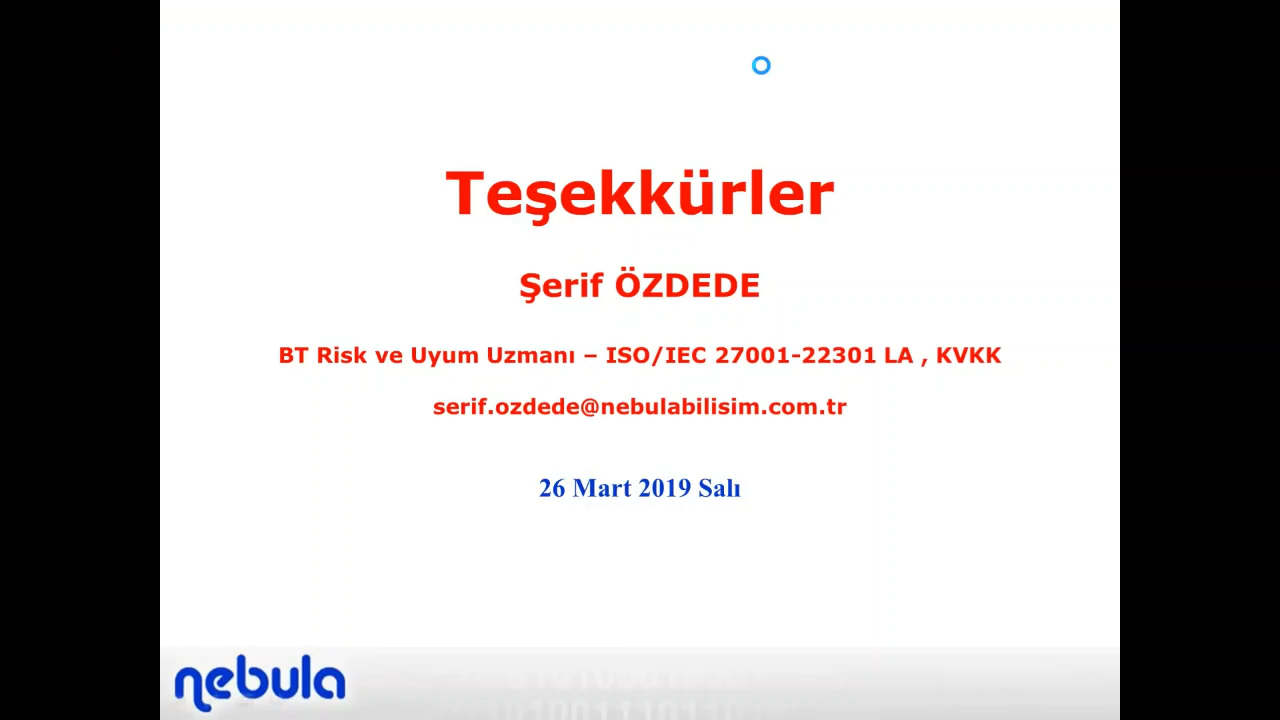 Teşekkürler
Şerif ÖZDEDE
BT Risk ve Uyum Uzmanı – ISO/IEC 27001-22301 LA , KVKK
serif.ozdede@nebulabilisim.com.tr
26 Mart 2019 Salı
nebula